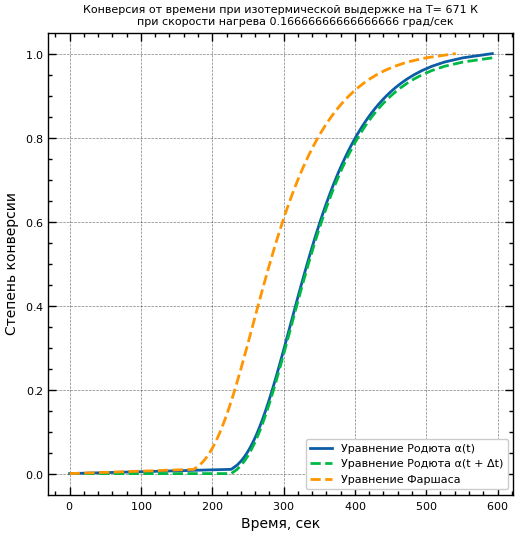 Конверсия от времени при изотермической выдержке на T= 671 К
при скорости нагрева 0.16666666666666666 град/сек
Степень конверсии
1.0
0.8
0.6
0.4
0.2
0.0
0 100 200 300 400 500 600
Время, сек
Уравнение Родюта α(t)
Уравнение Родюта α(t + Δt)
Уравнение Фаршаса